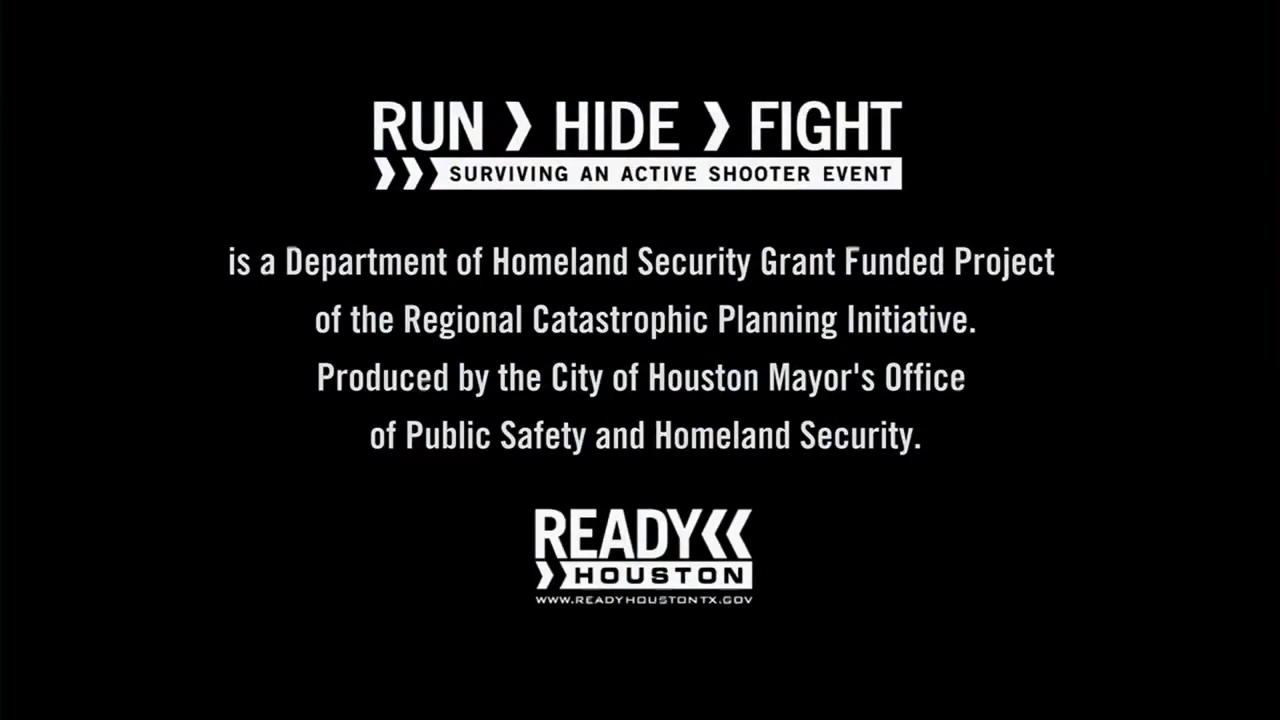 RUN > HIDE > FIGHT
SURVIVING AN ACTIVE SHOOTER EVENT
is a Department of Homeland Security Grant Funded Project
of the Regional Catastrophic Planning Initiative.
Produced by the City of Houston Mayor's Office
of Public Safety and Homeland Security.
READY
HOUSTON
WWW.READYHOUSTONTX.GOV